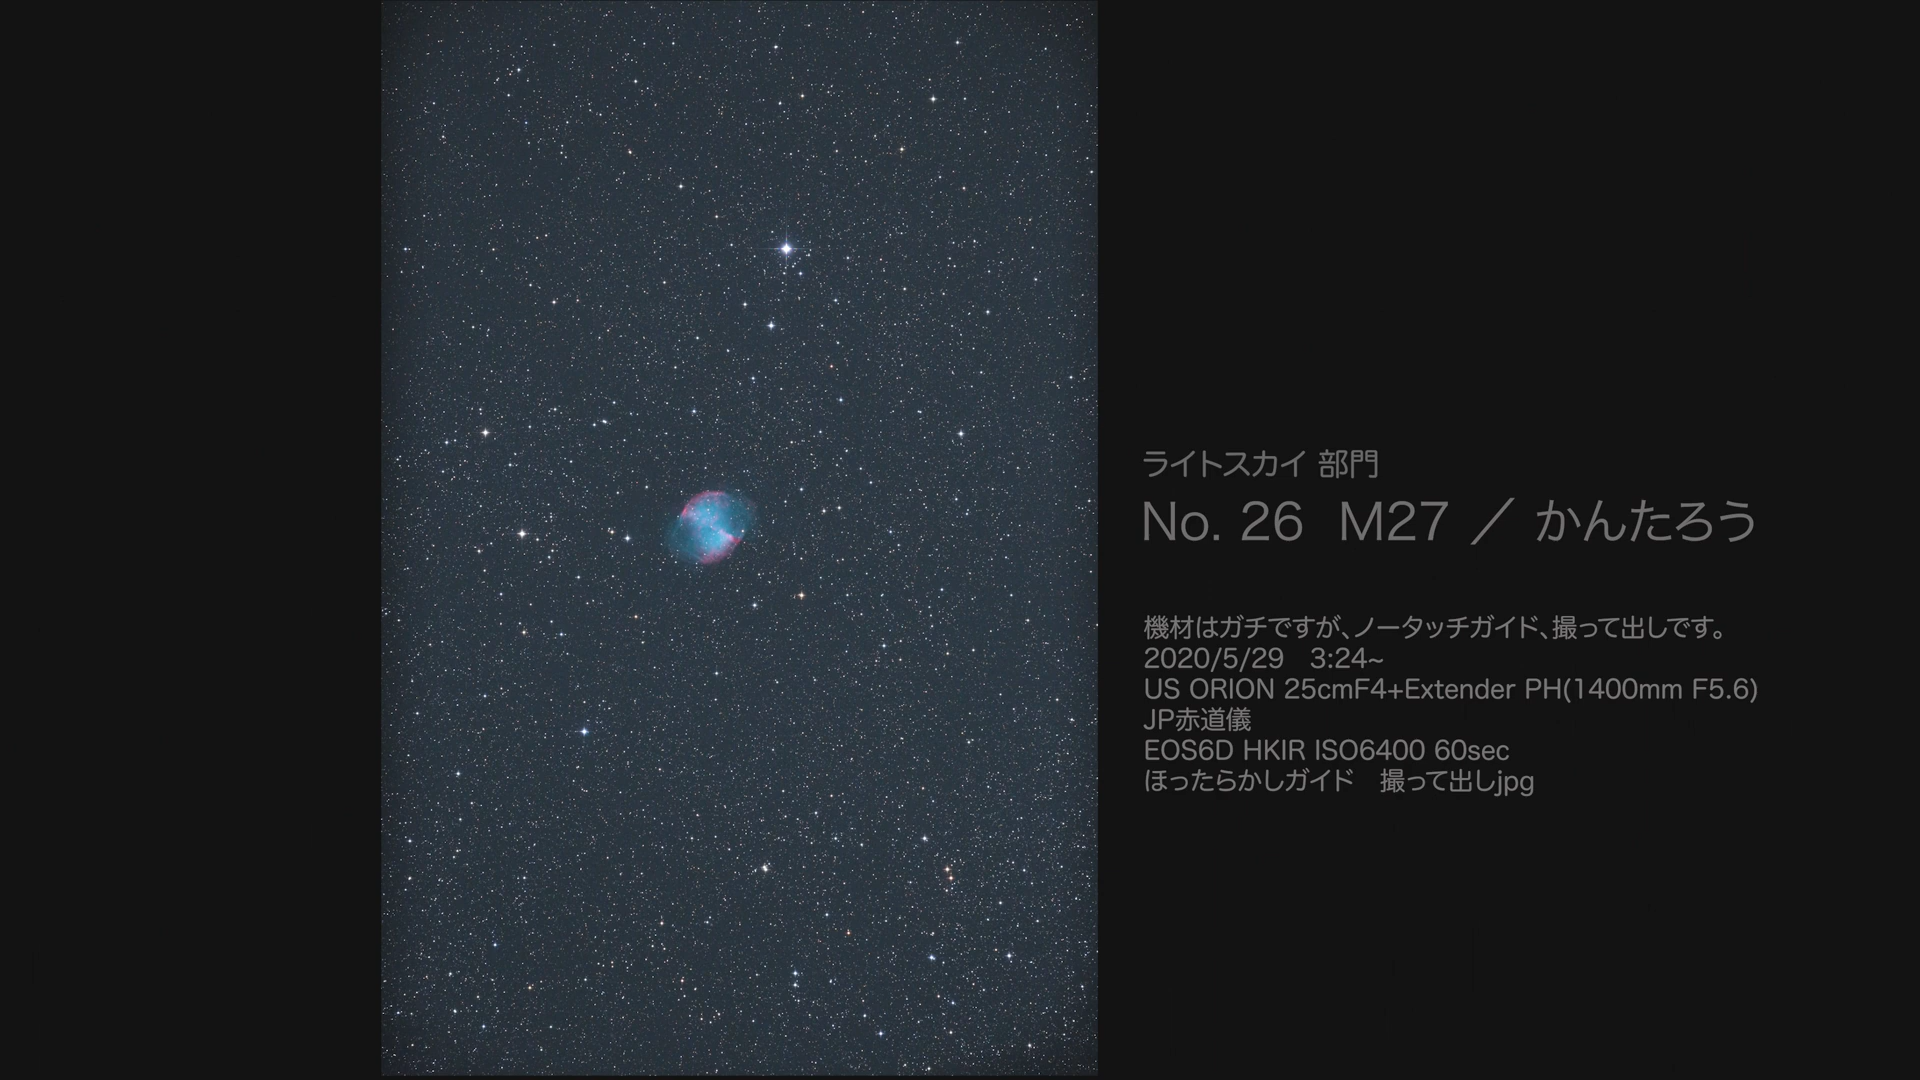 ライトスカイ 部門
No. 26 M27 ／ かんたろう
機材はガチですが、ノータッチガイド、撮って出しです。
2020/5/29 3:24~
US ORION 25cmF4+Extender PH(1400mm F5.6)
JP赤道儀
EOS6D HKIR ISO6400 60sec
ほったらかしガイド 撮って出しjpg